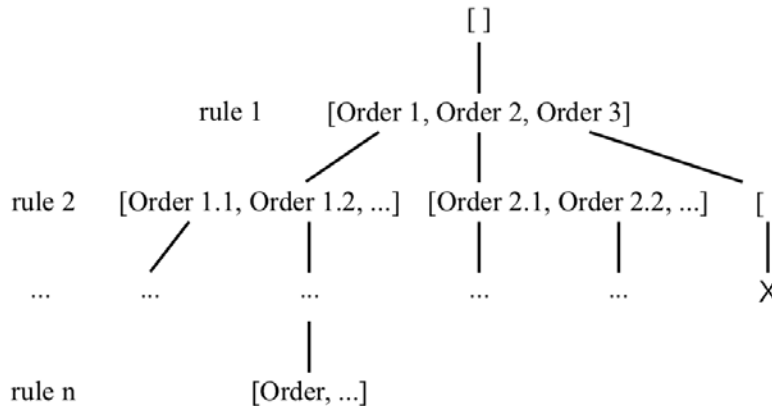 [ ]
rule 1 [Order 1, Order 2, Order 3]
rule 2 [Order 1.1, Order 1.2, ...] [Order 2.1, Order 2.2, ...] [
... ... ... ... ... X
rule n [Order, ...]